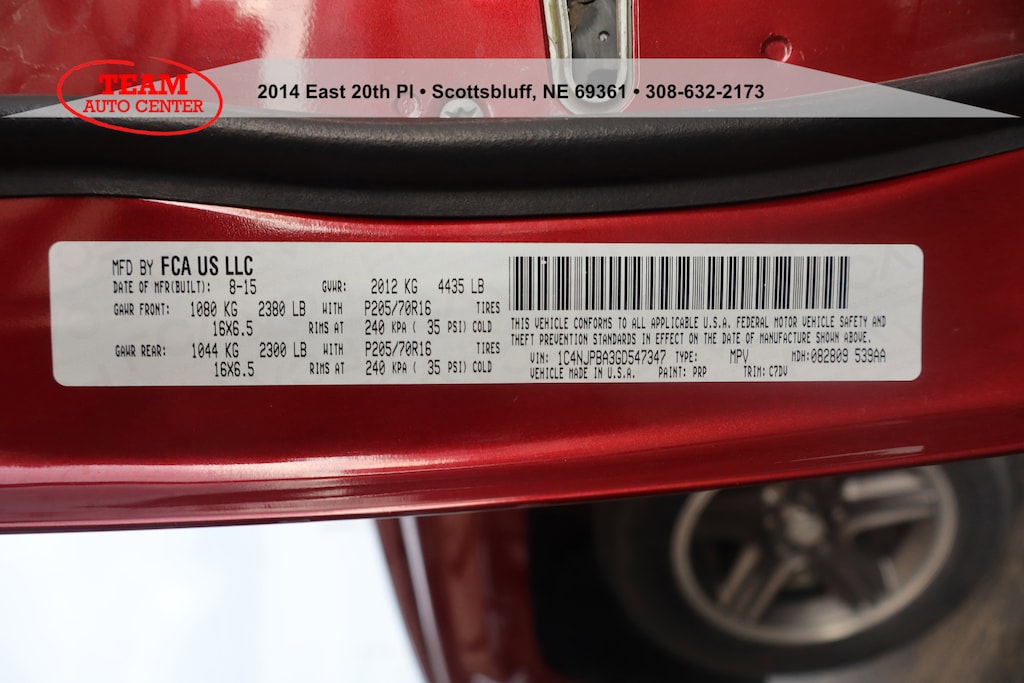 TEAM
AUTO CENTER
2014 East 20th Pl • Scottsbluff, NE 69361 • 308-632-2173
MFD BY FCA US LLC
DATE OF MFR(BUILT): 8-15 GVWR: 2012 KG 4435 LB
GAWR FRONT: 1080 KG 2380 LB WITH P205/70R16 TIRES
16X6.5 RIMS AT 240 KPA ( 35 PSI) COLD
GAWR REAR: 1044 KG 2300 LB WITH P205/70R16 TIRES
16X6.5 RIMS AT 240 KPA ( 35 PSI) COLD
THIS VEHICLE CONFORMS TO ALL APPLICABLE U.S.A. FEDERAL MOTOR VEHICLE SAFETY AND
THEFT PREVENTION STANDARDS IN EFFECT ON THE DATE OF MANUFACTURE SHOWN ABOVE.
VIN: 1C4NJPBA3GD547347 TYPE: MPV MDH:082809 539AA
VEHICLE MADE IN U.S.A. PAINT: PRP TRIM: C7DV